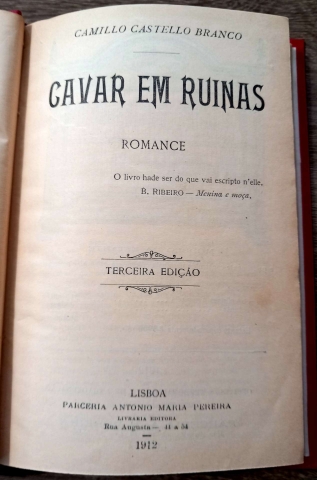 CAMILLO CASTELLO BRANCO
CAVAR EM RUINAS
ROMANCE
O livro hade ser do que vai escripto n'elle,
B. RIBEIRO — Menina e moça,
TERCEIRA EDIÇÃO
LISBOA
PARCERIA ANTONIO MARIA PEREIRA
LIVRARIA EDITORA
Rua Augusta — 44 a 54
1912